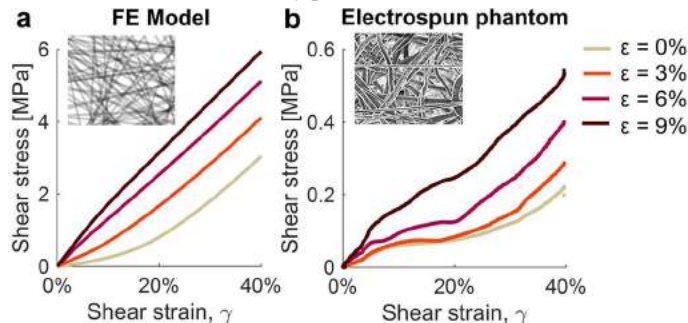 a FE Model
6
4
2
0
0% 20% 40%
Shear stress [MPa]
Shear strain, γ
b Electrospun phantom
0.6
0.4
0.2
0
0% 20% 40%
Shear stress [MPa]
Shear strain, γ
ε = 0%
ε = 3%
ε = 6%
ε = 9%